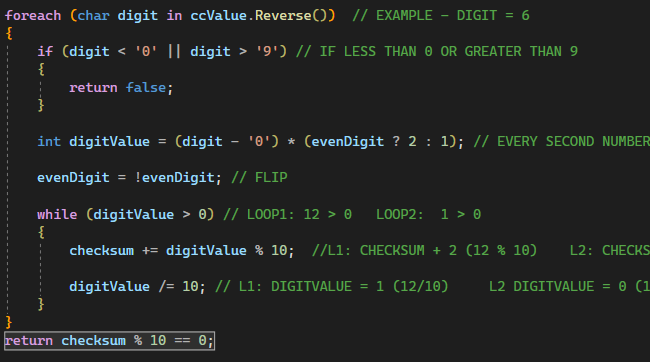 foreach (char digit in ccValue.Reverse())  // EXAMPLE - DIGIT = 6
{
    if (digit < '0' || digit > '9') // IF LESS THAN 0 OR GREATER THAN 9
    {
        return false;
    }
    int digitValue = (digit - '0') * (evenDigit ? 2 : 1); // EVERY SECOND NUMBER
    evenDigit = !evenDigit; // FLIP
    while (digitValue > 0) // LOOP1: 12 > 0   LOOP2:  1 > 0
    {
        checksum += digitValue % 10;  //L1: CHECKSUM + 2 (12 % 10)    L2: CHECKS
        digitValue /= 10; // L1: DIGITVALUE = 1 (12/10)     L2 DIGITVALUE = 0 (1
    }
}
return checksum % 10 == 0;